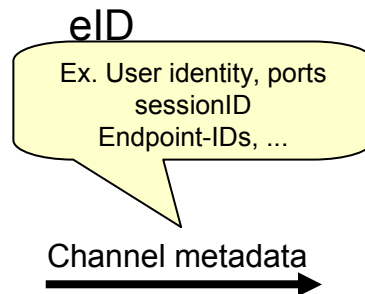 eID
Ex. User identity, ports
sessionID
Endpoint-IDs, ...
Channel metadata